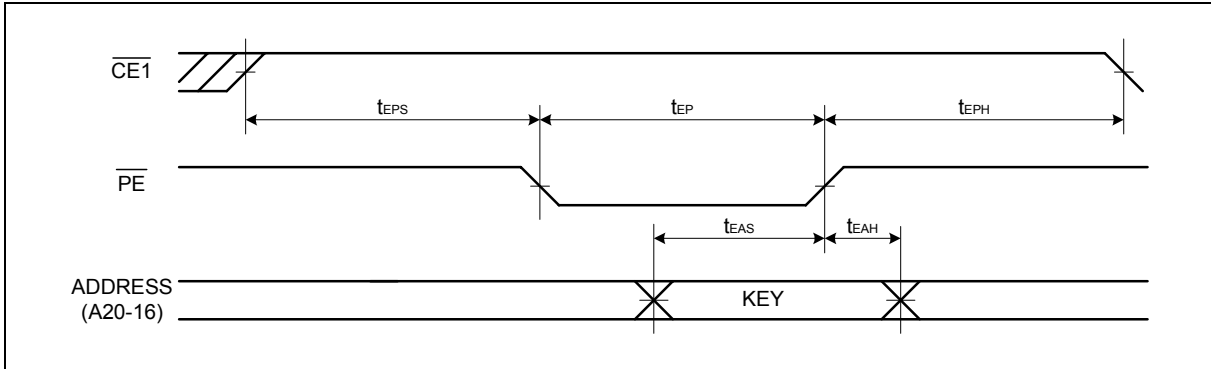 CE1
tEPS
tEP
tEPH
PE
tEAS
tEAH
ADDRESS
(A20-16)
KEY